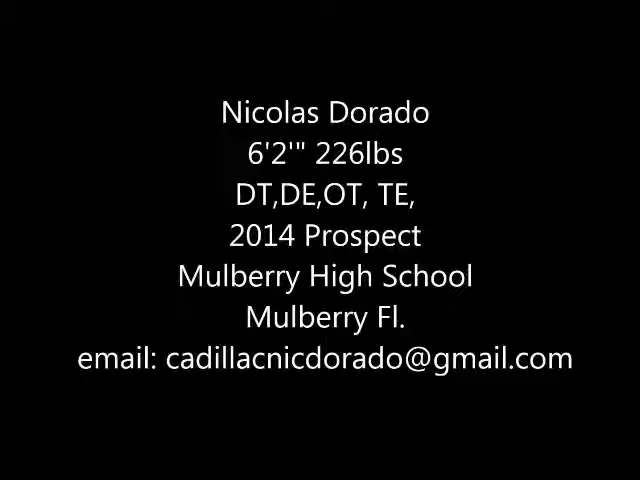 Nicolas Dorado
6'2'" 226lbs
DT,DE,OT, TE,
2014 Prospect
Mulberry High School
Mulberry Fl.
email: cadillacnicdorado@gmail.com